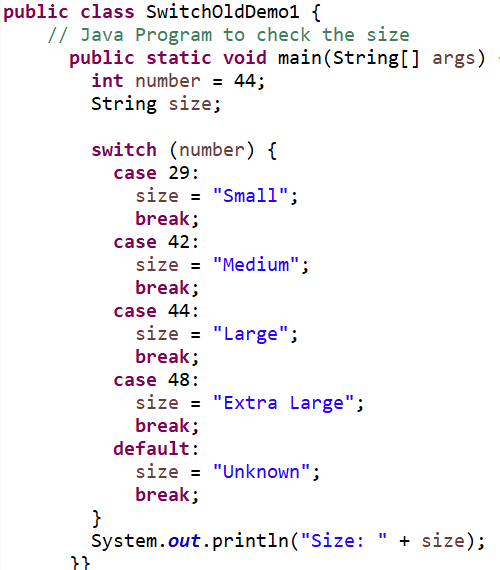 public class SwitchOldDemo1 {
// Java Program to check the size
public static void main(String[] args) {
int number = 44;
String size;
switch (number) {
case 29:
size = "Small";
break;
case 42:
size = "Medium";
break;
case 44:
size = "Large";
break;
case 48:
size = "Extra Large";
break;
default:
size = "Unknown";
break;
}
System.out.println("Size: " + size);
}}